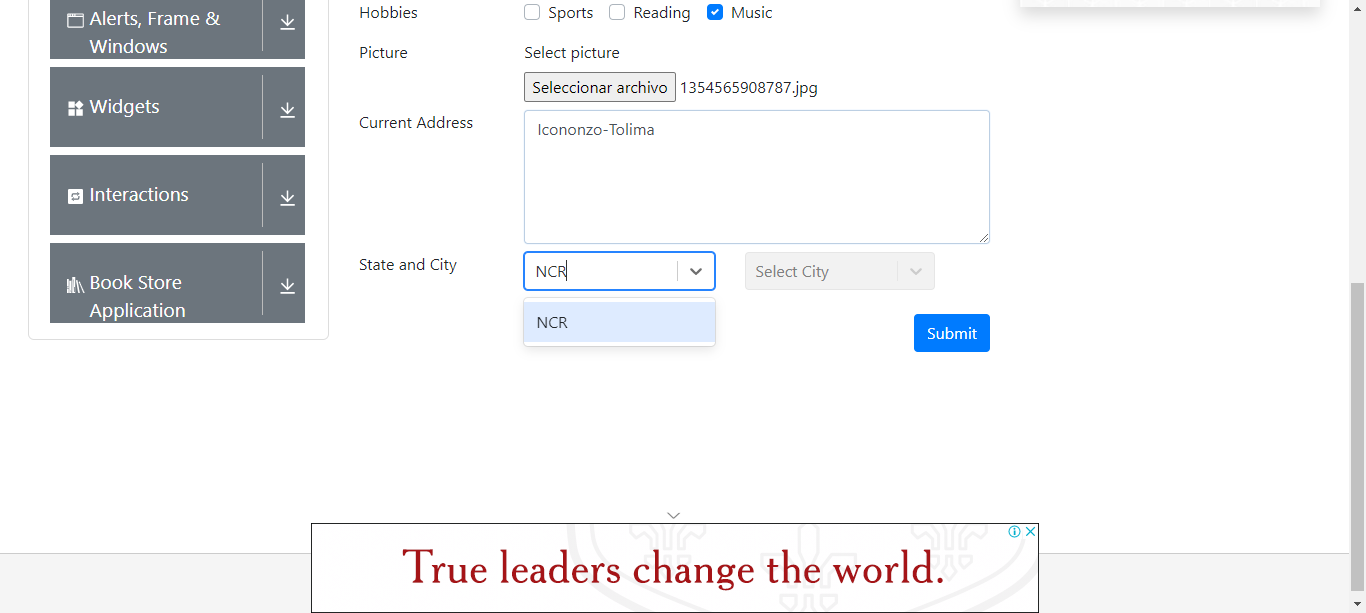 Alerts, Frame &
Windows
Widgets
Interactions
Book Store
Application
Hobbies
Sports
Reading
Music
Picture
Select picture
Seleccionar archivo 1354565908787.jpg
Current Address
Icononzo-Tolima
State and City
NCR
Select City
NCR
Submit
True leaders change the world.